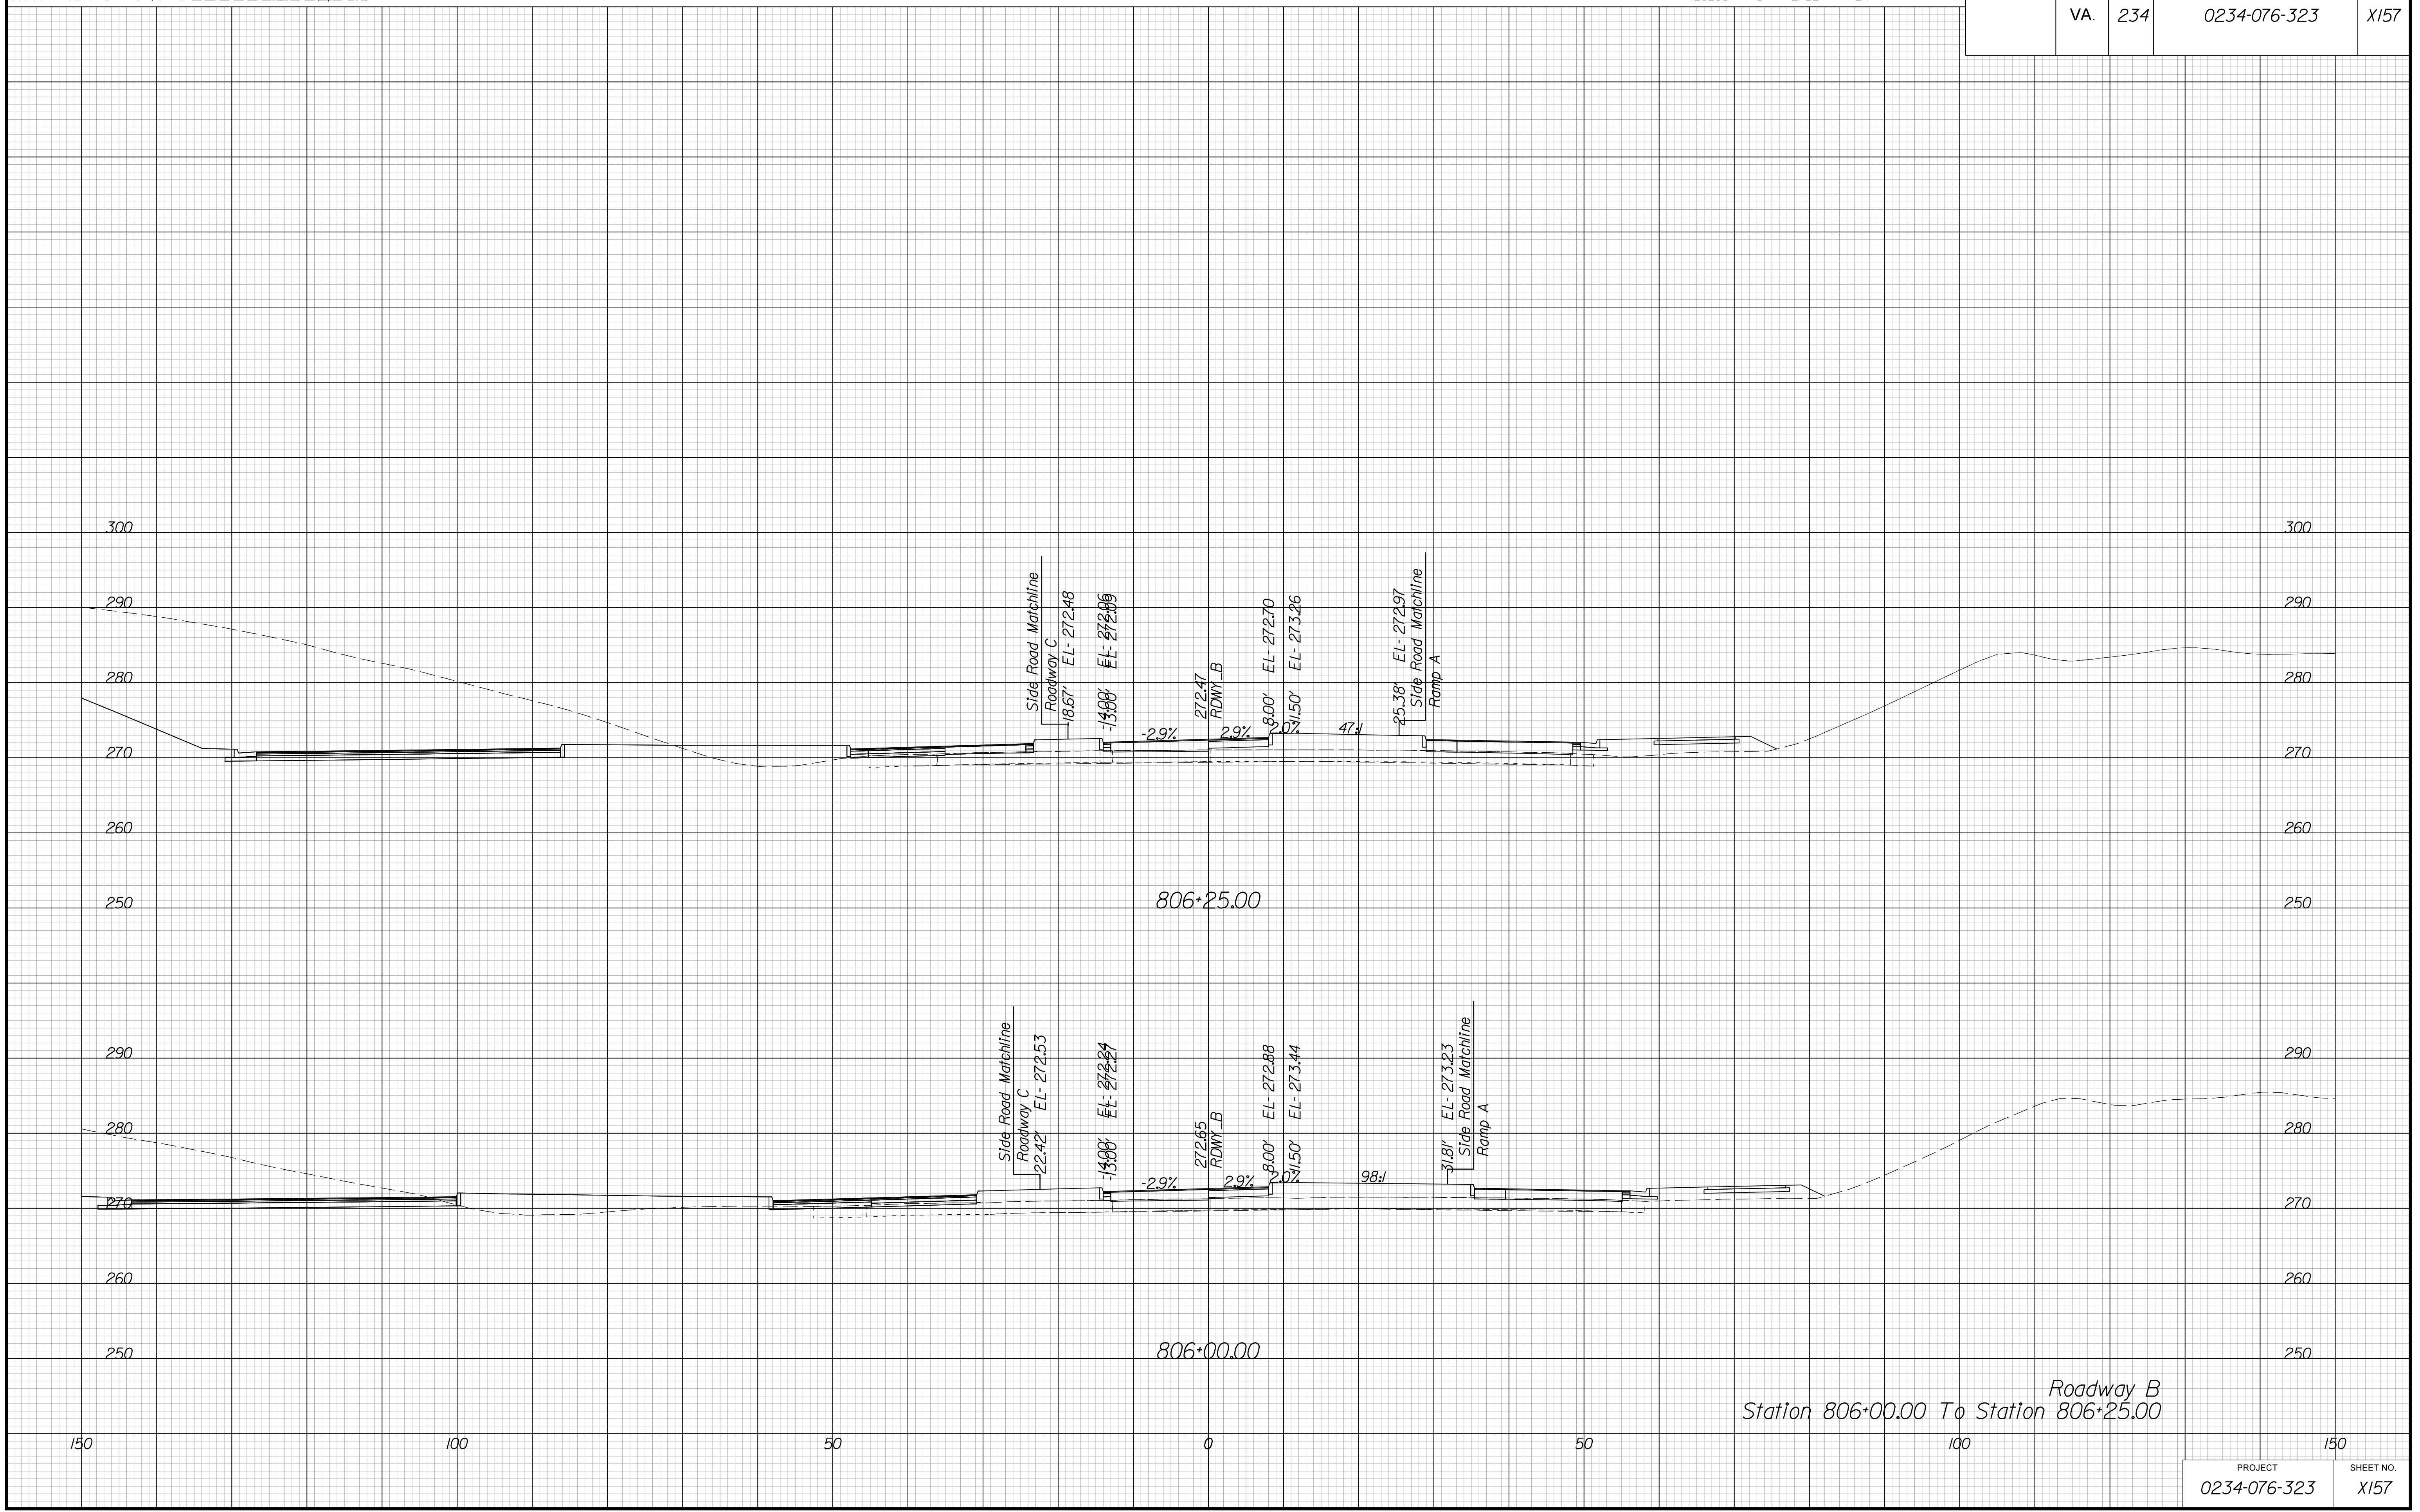 VA. 234 0234-076-323 X157
300 300
290 290
280 280
270 270
260 260
250 250
Side Road Matchline
Roadway C
-18.67' EL- 272.48
-14.00' EL- 272.06
-13.00' EL- 272.09
272.47
RDWY_B
8.00' EL- 272.70
11.50' EL- 273.26
25.38' EL- 272.97
Side Road Matchline
Ramp A
-2.9% 2.9% 2.0% 47:1
806+25.00
290 290
280 280
270 270
260 260
250 250
Side Road Matchline
Roadway C
-22.42' EL- 272.53
-14.00' EL- 272.24
-13.00' EL- 272.27
272.65
RDWY_B
8.00' EL- 272.88
11.50' EL- 273.44
31.81' EL- 273.23
Side Road Matchline
Ramp A
-2.9% 2.9% 2.0% 98:1
806+00.00
Roadway B
Station 806+00.00 To Station 806+25.00
150 100 50 0 50 100 150
PROJECT SHEET NO.
0234-076-323 X157